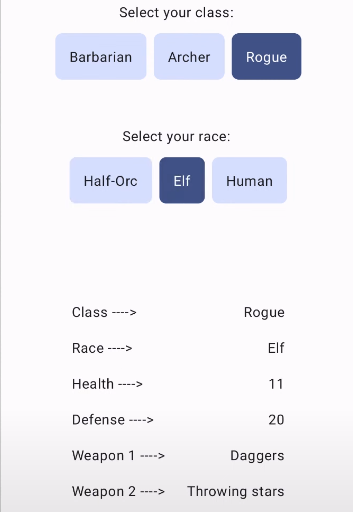 Select your class:
Barbarian Archer Rogue
Select your race:
Half-Orc Elf Human
Class ----> Rogue
Race ----> Elf
Health ----> 11
Defense ----> 20
Weapon 1 ----> Daggers
Weapon 2 ----> Throwing stars